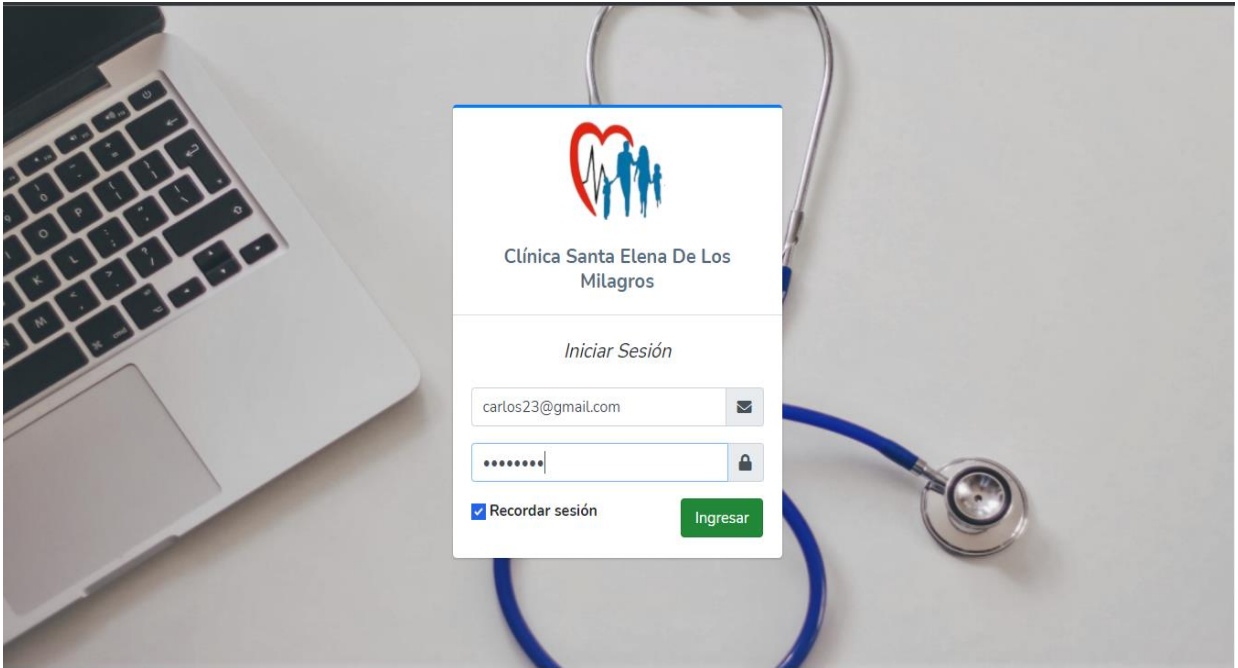 Clínica Santa Elena De Los
Milagros
Iniciar Sesión
carlos23@gmail.com
••••••••
Recordar sesión
Ingresar